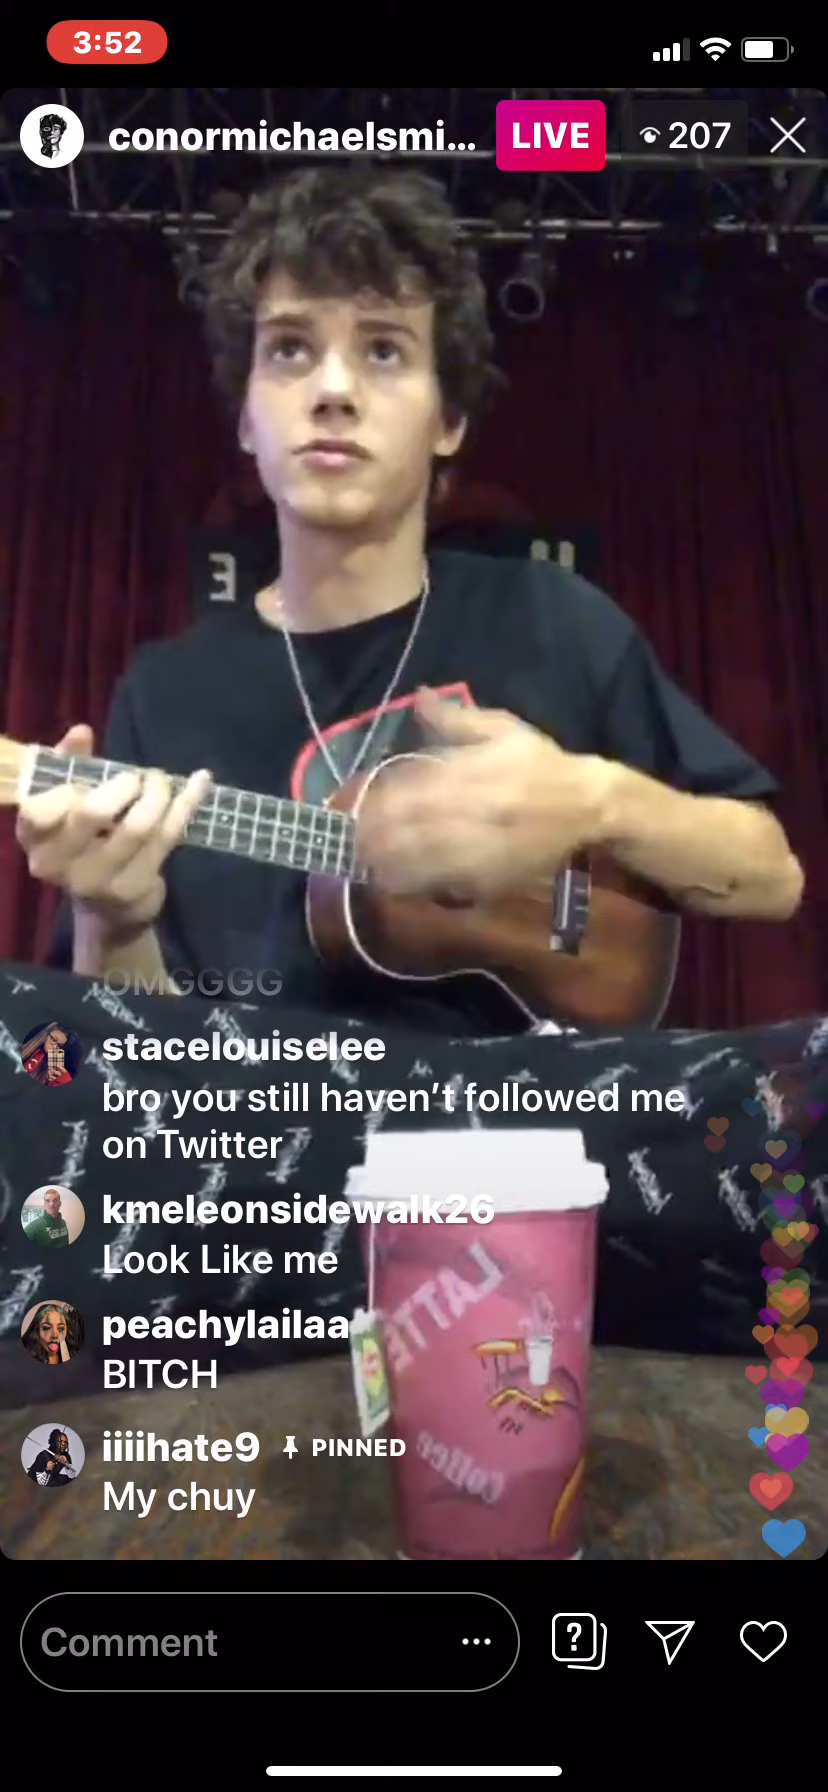 3:52
conormichaelsmi...
LIVE
207
E
OMGGGG
stacelouiselee
bro you still haven't followed me
on Twitter
kmeleonsidewalk26
Look Like me
LATTE
peachylailaa
BITCH
iiiihate9 PINNED
coffee
My chuy
Comment